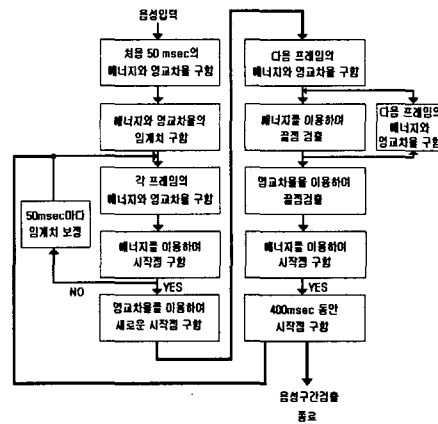 음성입력
처음 50 msec의
에너지와 영교차율 구함
에너지와 영교차율의
임계치 구함
각 프레임의
에너지와 영교차율 구함
50msec마다
임계치 보정
에너지를 이용하여
시작점 구함
NO
YES
영교차율을 이용하여
새로운 시작점 구함
다음 프레임의
에너지와 영교차율 구함
에너지를 이용하여
끝점 검출
다음 프레임의
에너지와
영교차율 구함
영교차율을 이용하여
끝점검출
에너지를 이용하여
시작점 구함
YES
400msec 동안
시작점 구함
음성구간검출
종료